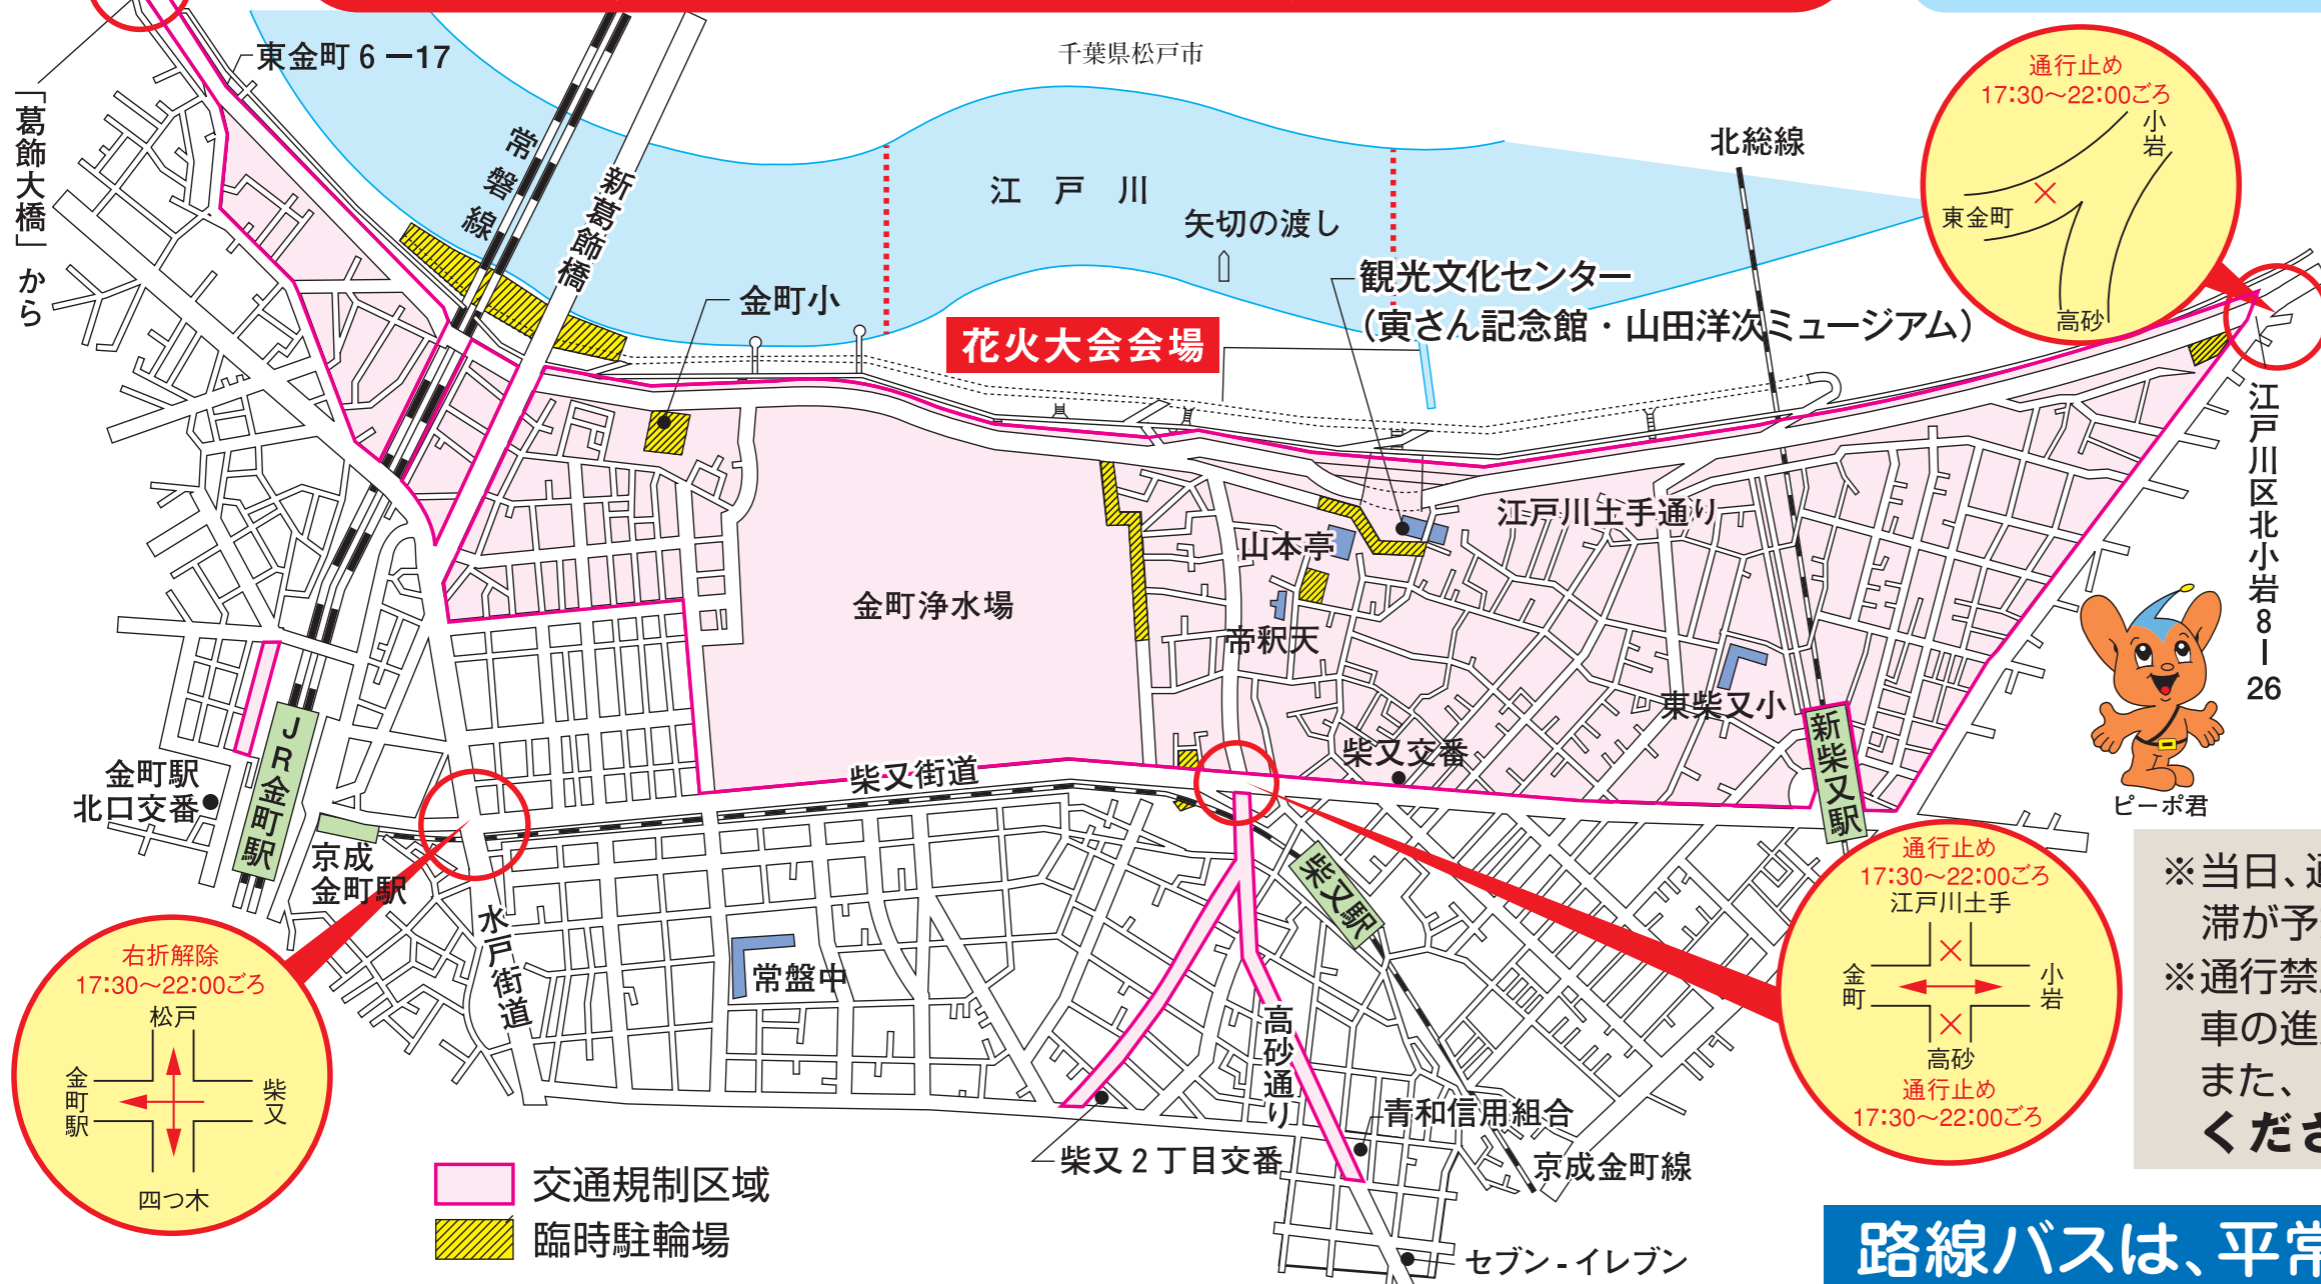 東金町6ー17
千葉県松戸市
「葛飾大橋」から
常磐線
新葛飾橋
江戸川
矢切の渡し
北総線
通行止め
17:30〜22:00ごろ
小岩
東金町
高砂
金町小
花火大会会場
観光文化センター
（寅さん記念館・山田洋次ミュージアム）
江戸川区北小岩8ー26
江戸川土手通り
山本亭
金町浄水場
帝釈天
東柴又小
柴又交番
新柴又駅
ピーポ君
JR金町駅
金町駅
北口交番
京成
金町駅
柴又街道
柴又駅
水戸街道
常盤中
高砂通り
右折解除
17:30〜22:00ごろ
松戸
金町駅
柴又
四つ木
通行止め
17:30〜22:00ごろ
江戸川土手
金町
小岩
高砂
通行止め
17:30〜22:00ごろ
※当日、通
滞が予
※通行禁
車の進
また、
くださ
青和信用組合
柴又2丁目交番
京成金町線
セブン-イレブン
交通規制区域
臨時駐輪場
路線バスは、平常